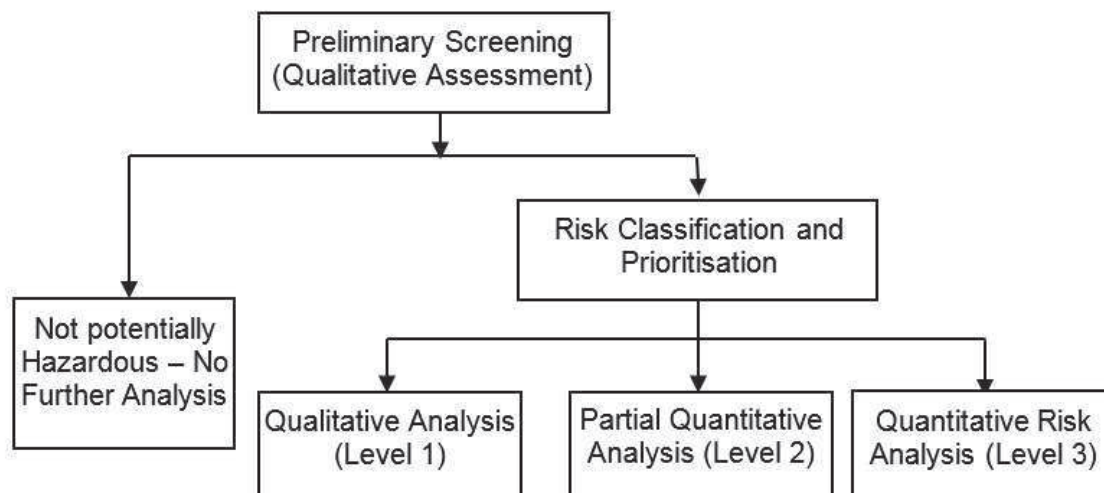 Preliminary Screening
(Qualitative Assessment)
Risk Classification and
Prioritisation
Not potentially
Hazardous – No
Further Analysis
Qualitative Analysis
(Level 1)
Partial Quantitative
Analysis (Level 2)
Quantitative Risk
Analysis (Level 3)